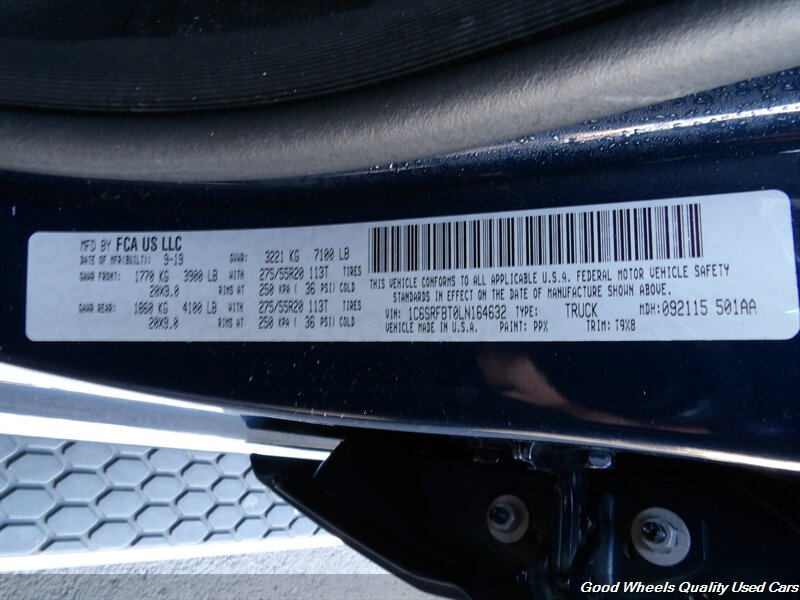 MFD BY FCA US LLC
DATE OF MFR(BUILT): 9-19 GVWR: 3221 KG 7100 LB
GAWR FRONT: 1770 KG 3900 LB WITH 275/55R20 113T TIRES
20X9.0 RIMS AT 250 KPA ( 36 PSI) COLD
GAWR REAR: 1860 KG 4100 LB WITH 275/55R20 113T TIRES
20X9.0 RIMS AT 250 KPA ( 36 PSI) COLD
THIS VEHICLE CONFORMS TO ALL APPLICABLE U.S.A. FEDERAL MOTOR VEHICLE SAFETY
STANDARDS IN EFFECT ON THE DATE OF MANUFACTURE SHOWN ABOVE.
VIN: 1C6SRFBT0LN164632 TYPE: TRUCK MDH:092115 501AA
MADE IN U.S.A. PAINT: PPX TRIM: T9X8
Good Wheels Quality Used Cars